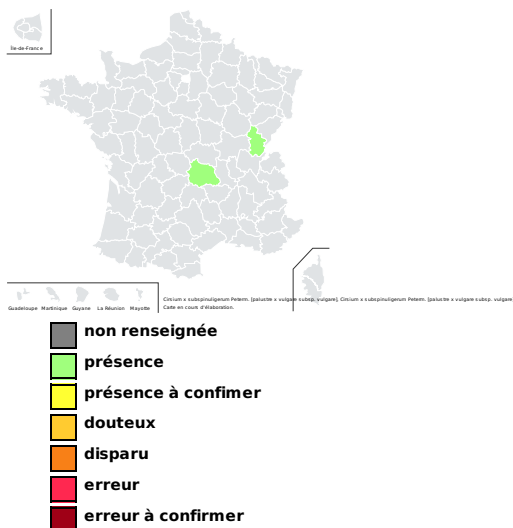 Île-de-France
Guadeloupe Martinique Guyane La Réunion Mayotte
Cirsium x subspinuligerum Peterm. [palustre x vulgare subsp. vulgare], Cirsium x subspinuligerum Peterm. [palustre x vulgare subsp. vulgare
Carte en cours d'élaboration.
non renseignée
présence
présence à confimer
douteux
disparu
erreur
erreur à confirmer